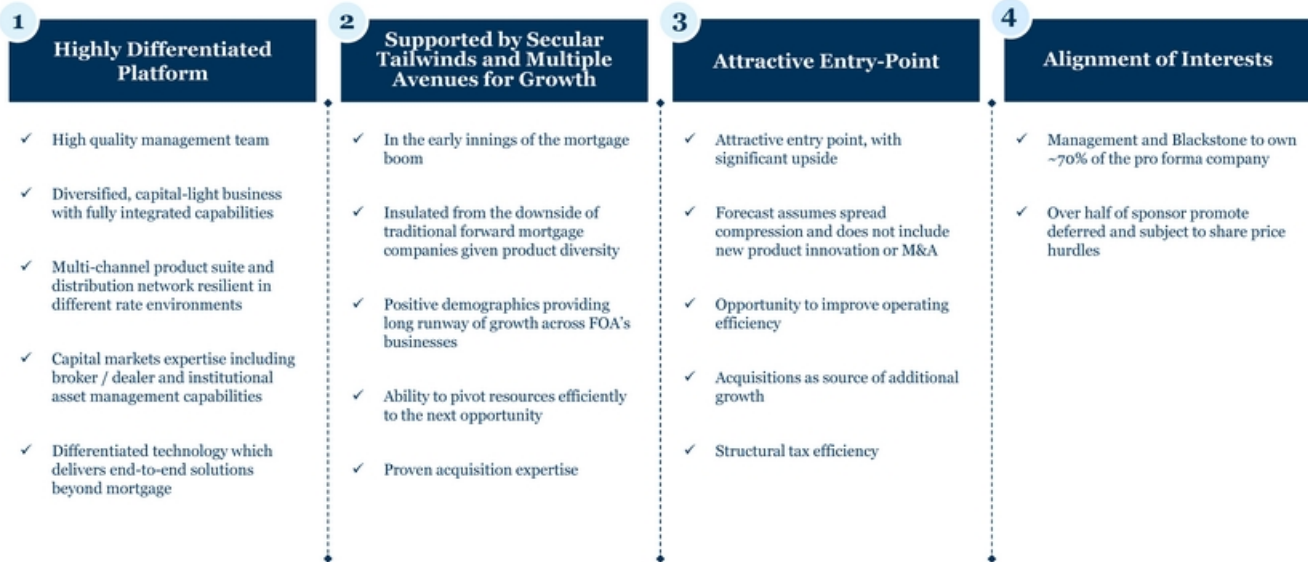 1
Highly Differentiated
Platform
✓ High quality management team
✓ Diversified, capital-light business
with fully integrated capabilities
✓ Multi-channel product suite and
distribution network resilient in
different rate environments
✓ Capital markets expertise including
broker / dealer and institutional
asset management capabilities
✓ Differentiated technology which
delivers end-to-end solutions
beyond mortgage
2
Supported by Secular
Tailwinds and Multiple
Avenues for Growth
✓ In the early innings of the mortgage
boom
✓ Insulated from the downside of
traditional forward mortgage
companies given product diversity
✓ Positive demographics providing
long runway of growth across FOA's
businesses
✓ Ability to pivot resources efficiently
to the next opportunity
✓ Proven acquisition expertise
3
Attractive Entry-Point
✓ Attractive entry point, with
significant upside
✓ Forecast assumes spread
compression and does not include
new product innovation or M&A
✓ Opportunity to improve operating
efficiency
✓ Acquisitions as source of additional
growth
✓ Structural tax efficiency
4
Alignment of Interests
✓ Management and Blackstone to own
~70% of the pro forma company
✓ Over half of sponsor promote
deferred and subject to share price
hurdles